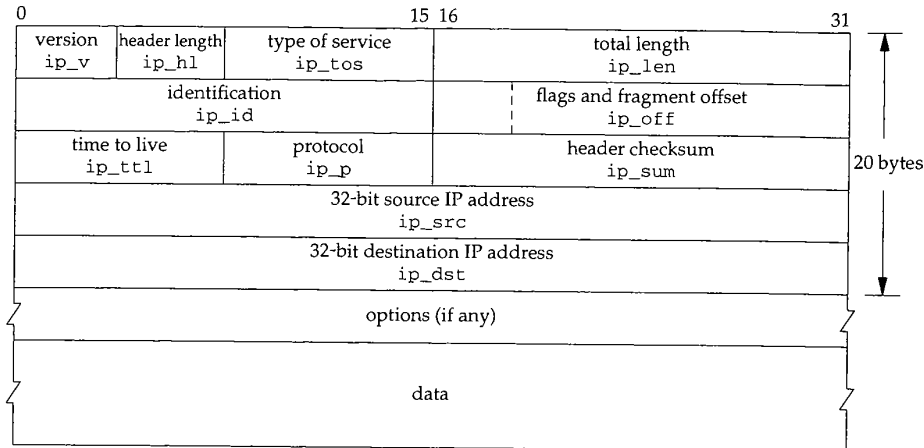 0 15 16 31
version header length type of service total length
ip_v ip_hl ip_tos ip_len
identification flags and fragment offset
ip_id ip_off
time to live protocol header checksum
ip_ttl ip_p ip_sum
20 bytes
32-bit source IP address
ip_src
32-bit destination IP address
ip_dst
options (if any)
data